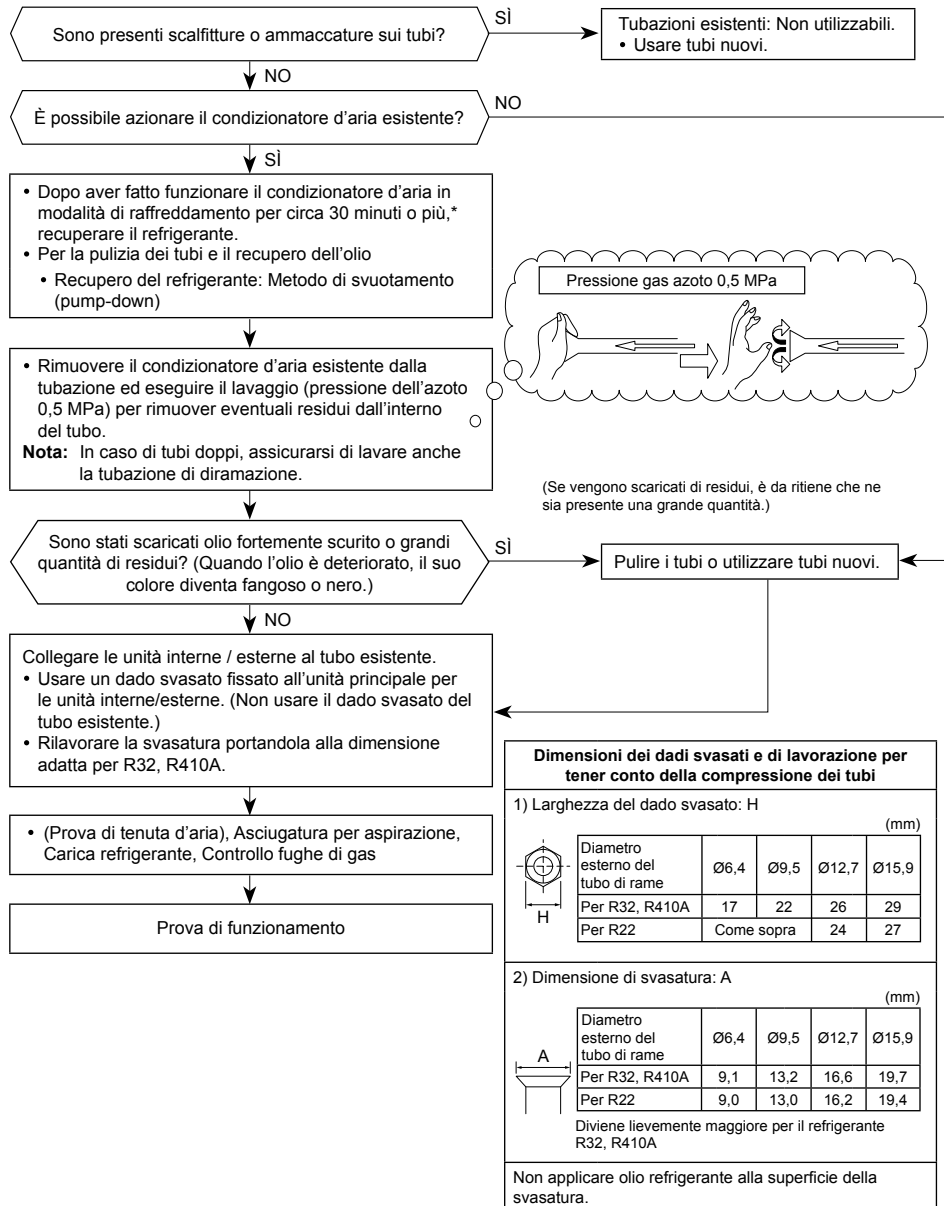 Sono presenti scalfitture o ammaccature sui tubi?
SÌ
Tubazioni esistenti: Non utilizzabili.
• Usare tubi nuovi.
NO
È possibile azionare il condizionatore d'aria esistente?
NO
SÌ
• Dopo aver fatto funzionare il condizionatore d'aria in
modalità di raffreddamento per circa 30 minuti o più,*
recuperare il refrigerante.
• Per la pulizia dei tubi e il recupero dell'olio
• Recupero del refrigerante: Metodo di svuotamento
(pump-down)
Pressione gas azoto 0,5 MPa
• Rimuovere il condizionatore d'aria esistente dalla
tubazione ed eseguire il lavaggio (pressione dell'azoto
0,5 MPa) per rimuover eventuali residui dall'interno
del tubo.
Nota: In caso di tubi doppi, assicurarsi di lavare anche
la tubazione di diramazione.
(Se vengono scaricati di residui, è da ritiene che ne
sia presente una grande quantità.)
Sono stati scaricati olio fortemente scurito o grandi
quantità di residui? (Quando l'olio è deteriorato, il suo
colore diventa fangoso o nero.)
SÌ
Pulire i tubi o utilizzare tubi nuovi.
NO
Collegare le unità interne / esterne al tubo esistente.
• Usare un dado svasato fissato all'unità principale per
le unità interne/esterne. (Non usare il dado svasato del
tubo esistente.)
• Rilavorare la svasatura portandola alla dimensione
adatta per R32, R410A.
• (Prova di tenuta d'aria), Asciugatura per aspirazione,
Carica refrigerante, Controllo fughe di gas
Prova di funzionamento
Dimensioni dei dadi svasati e di lavorazione per
tener conto della compressione dei tubi
1) Larghezza del dado svasato: H
(mm)
H
Diametro
esterno del
tubo di rame
Ø6,4 Ø9,5 Ø12,7 Ø15,9
Per R32, R410A 17 22 26 29
Per R22 Come sopra 24 27
2) Dimensione di svasatura: A
(mm)
A
Diametro
esterno del
tubo di rame
Ø6,4 Ø9,5 Ø12,7 Ø15,9
Per R32, R410A 9,1 13,2 16,6 19,7
Per R22 9,0 13,0 16,2 19,4
Diviene lievemente maggiore per il refrigerante
R32, R410A
Non applicare olio refrigerante alla superficie della
svasatura.